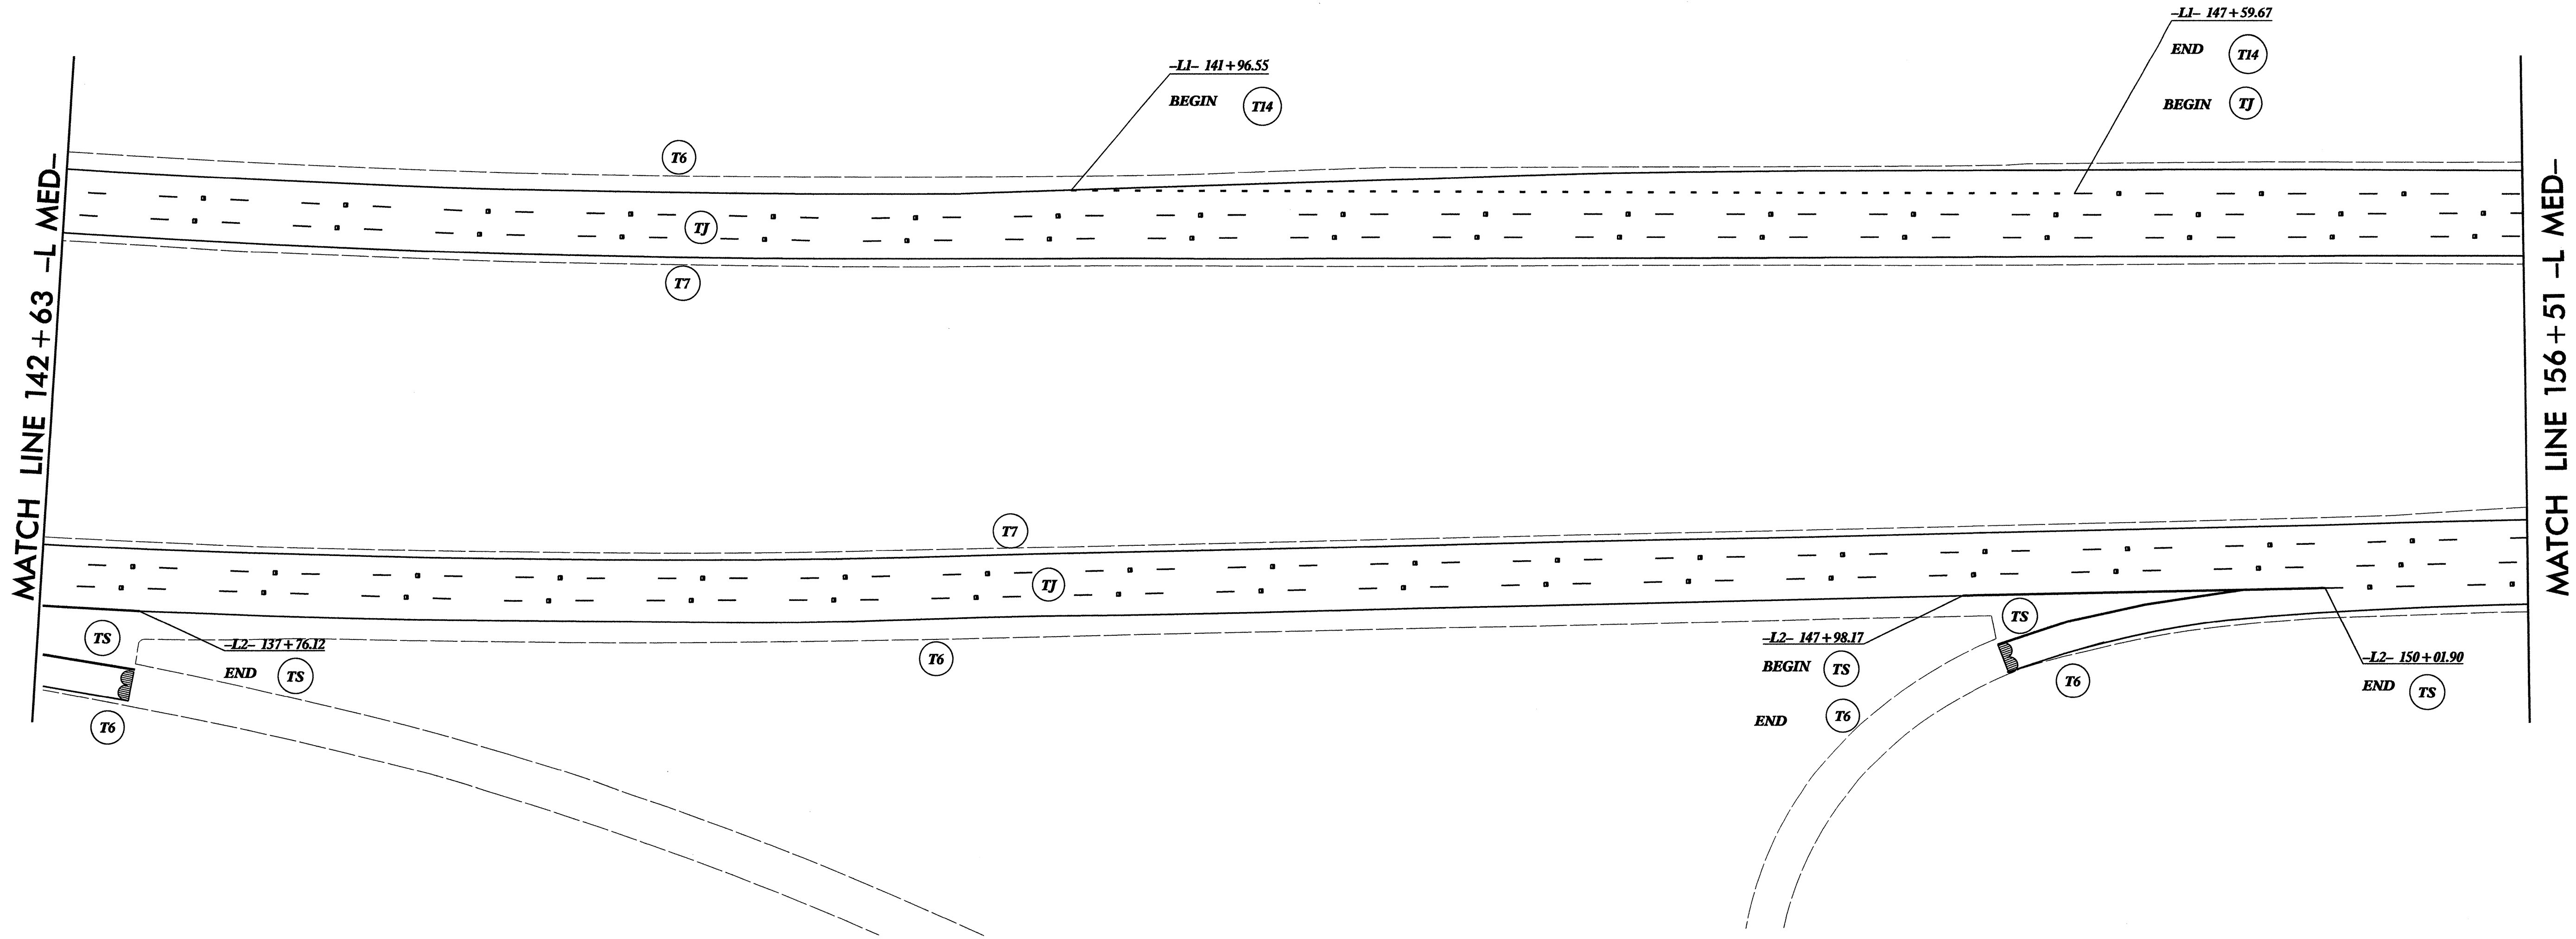 –L1– 147+59.67
END T14
BEGIN TJ
–L1– 141+96.55
BEGIN T14
T6
TJ
T7
MATCH LINE 142+63 –L MED–
MATCH LINE 156+51 –L MED–
T7
TJ
T6
TS
–L2– 137+76.12
END TS
T6
–L2– 147+98.17
BEGIN TS
END T6
TS
T6
–L2– 150+01.90
END TS